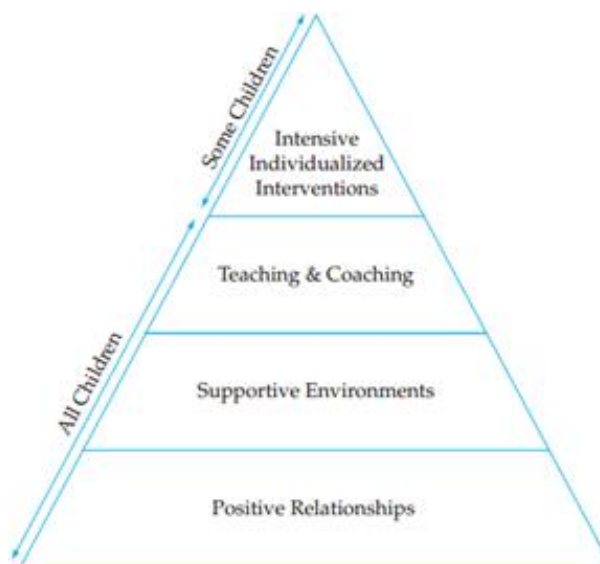 Some Children
Intensive
Individualized
Interventions
Teaching & Coaching
All Children
Supportive Environments
Positive Relationships